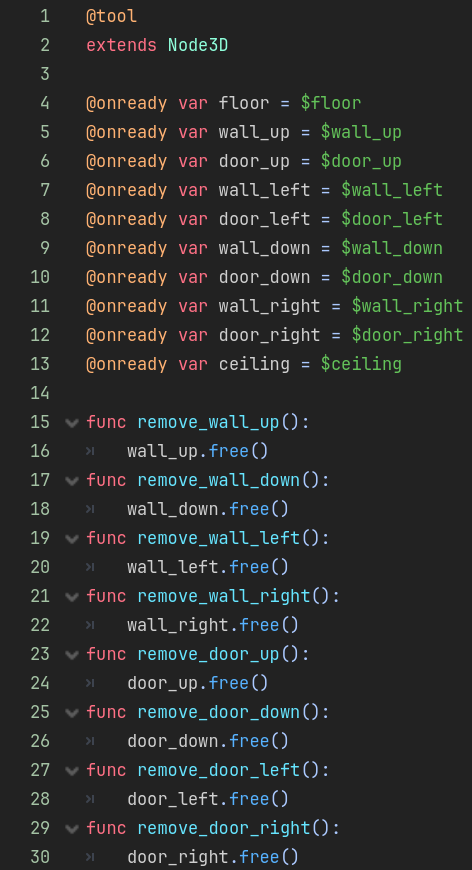 1 @tool
2 extends Node3D
3
4 @onready var floor = $floor
5 @onready var wall_up = $wall_up
6 @onready var door_up = $door_up
7 @onready var wall_left = $wall_left
8 @onready var door_left = $door_left
9 @onready var wall_down = $wall_down
10 @onready var door_down = $door_down
11 @onready var wall_right = $wall_right
12 @onready var door_right = $door_right
13 @onready var ceiling = $ceiling
14
15 func remove_wall_up():
16 wall_up.free()
17 func remove_wall_down():
18 wall_down.free()
19 func remove_wall_left():
20 wall_left.free()
21 func remove_wall_right():
22 wall_right.free()
23 func remove_door_up():
24 door_up.free()
25 func remove_door_down():
26 door_down.free()
27 func remove_door_left():
28 door_left.free()
29 func remove_door_right():
30 door_right.free()